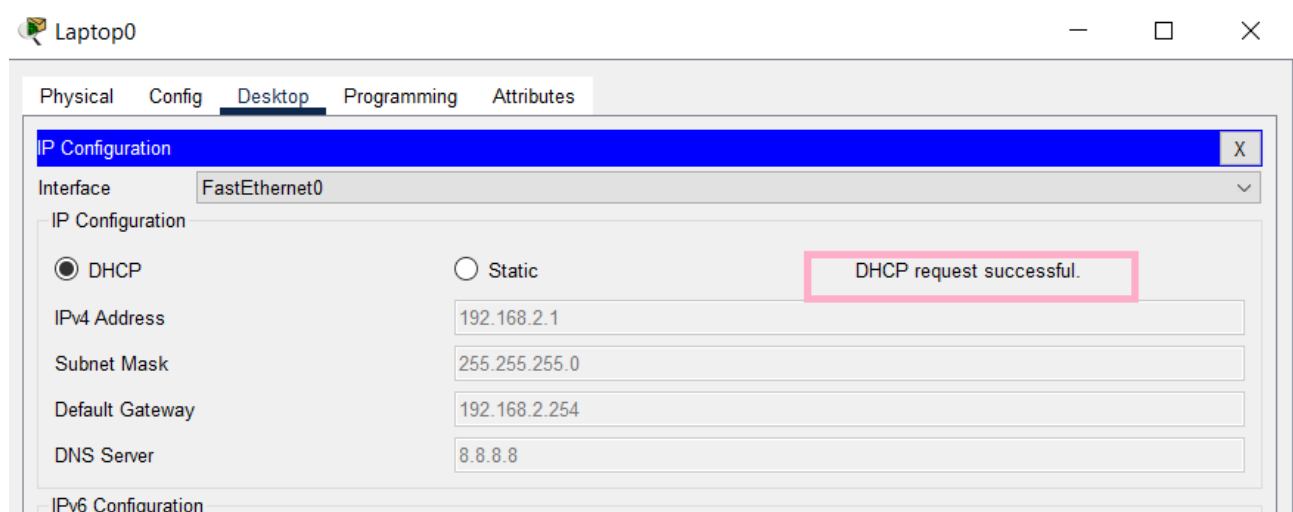 Laptop0
Physical Config Desktop Programming Attributes
IP Configuration X
Interface FastEthernet0
IP Configuration
DHCP Static DHCP request successful.
IPv4 Address 192.168.2.1
Subnet Mask 255.255.255.0
Default Gateway 192.168.2.254
DNS Server 8.8.8.8
IPv6 Configuration